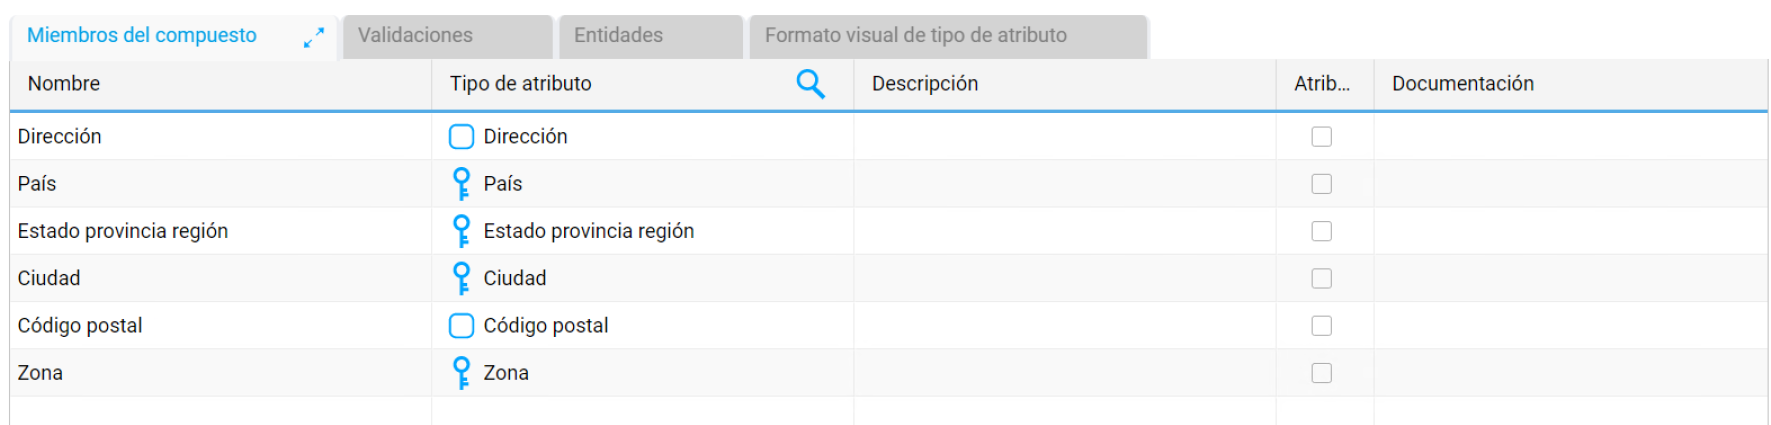 Miembros del compuesto Validaciones Entidades Formato visual de tipo de atributo
Nombre Tipo de atributo Descripción Atrib... Documentación
Dirección Dirección
País País
Estado provincia región Estado provincia región
Ciudad Ciudad
Código postal Código postal
Zona Zona